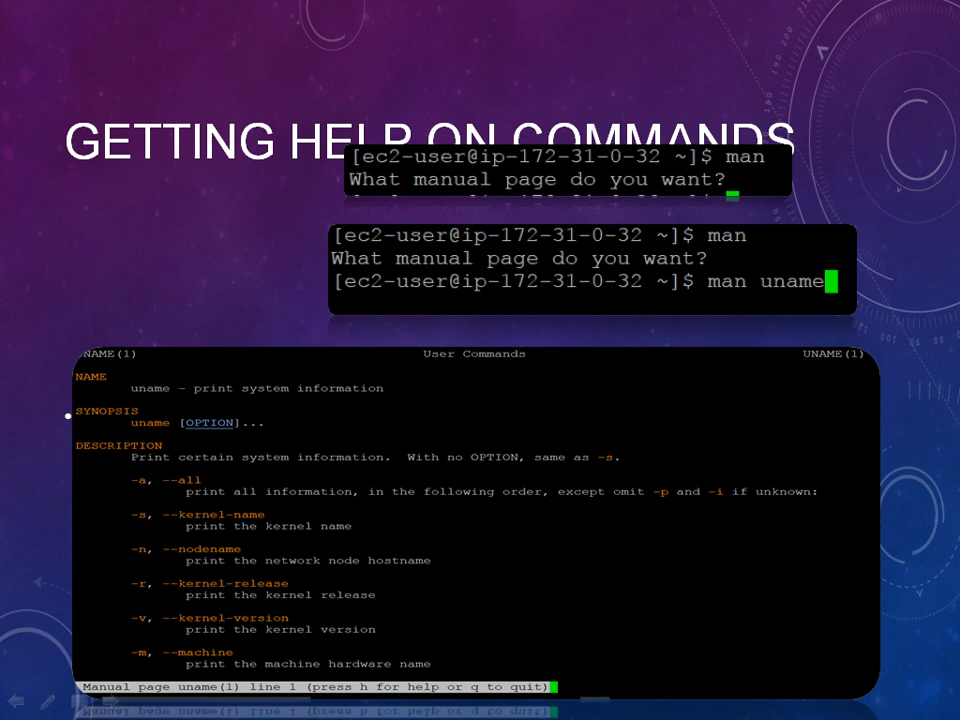 GETTING HELP ON COMMANDS
[ec2-user@ip-172-31-0-32 ~]$ man
What manual page do you want?
[ec2-user@ip-172-31-0-32 ~]$ man
What manual page do you want?
[ec2-user@ip-172-31-0-32 ~]$ man uname
UNAME(1) User Commands UNAME(1)
NAME
uname - print system information
SYNOPSIS
uname [OPTION]...
DESCRIPTION
Print certain system information. With no OPTION, same as -s.
-a, --all
print all information, in the following order, except omit -p and -i if unknown:
-s, --kernel-name
print the kernel name
-n, --nodename
print the network node hostname
-r, --kernel-release
print the kernel release
-v, --kernel-version
print the kernel version
-m, --machine
print the machine hardware name
Manual page uname(1) line 1 (press h for help or q to quit)